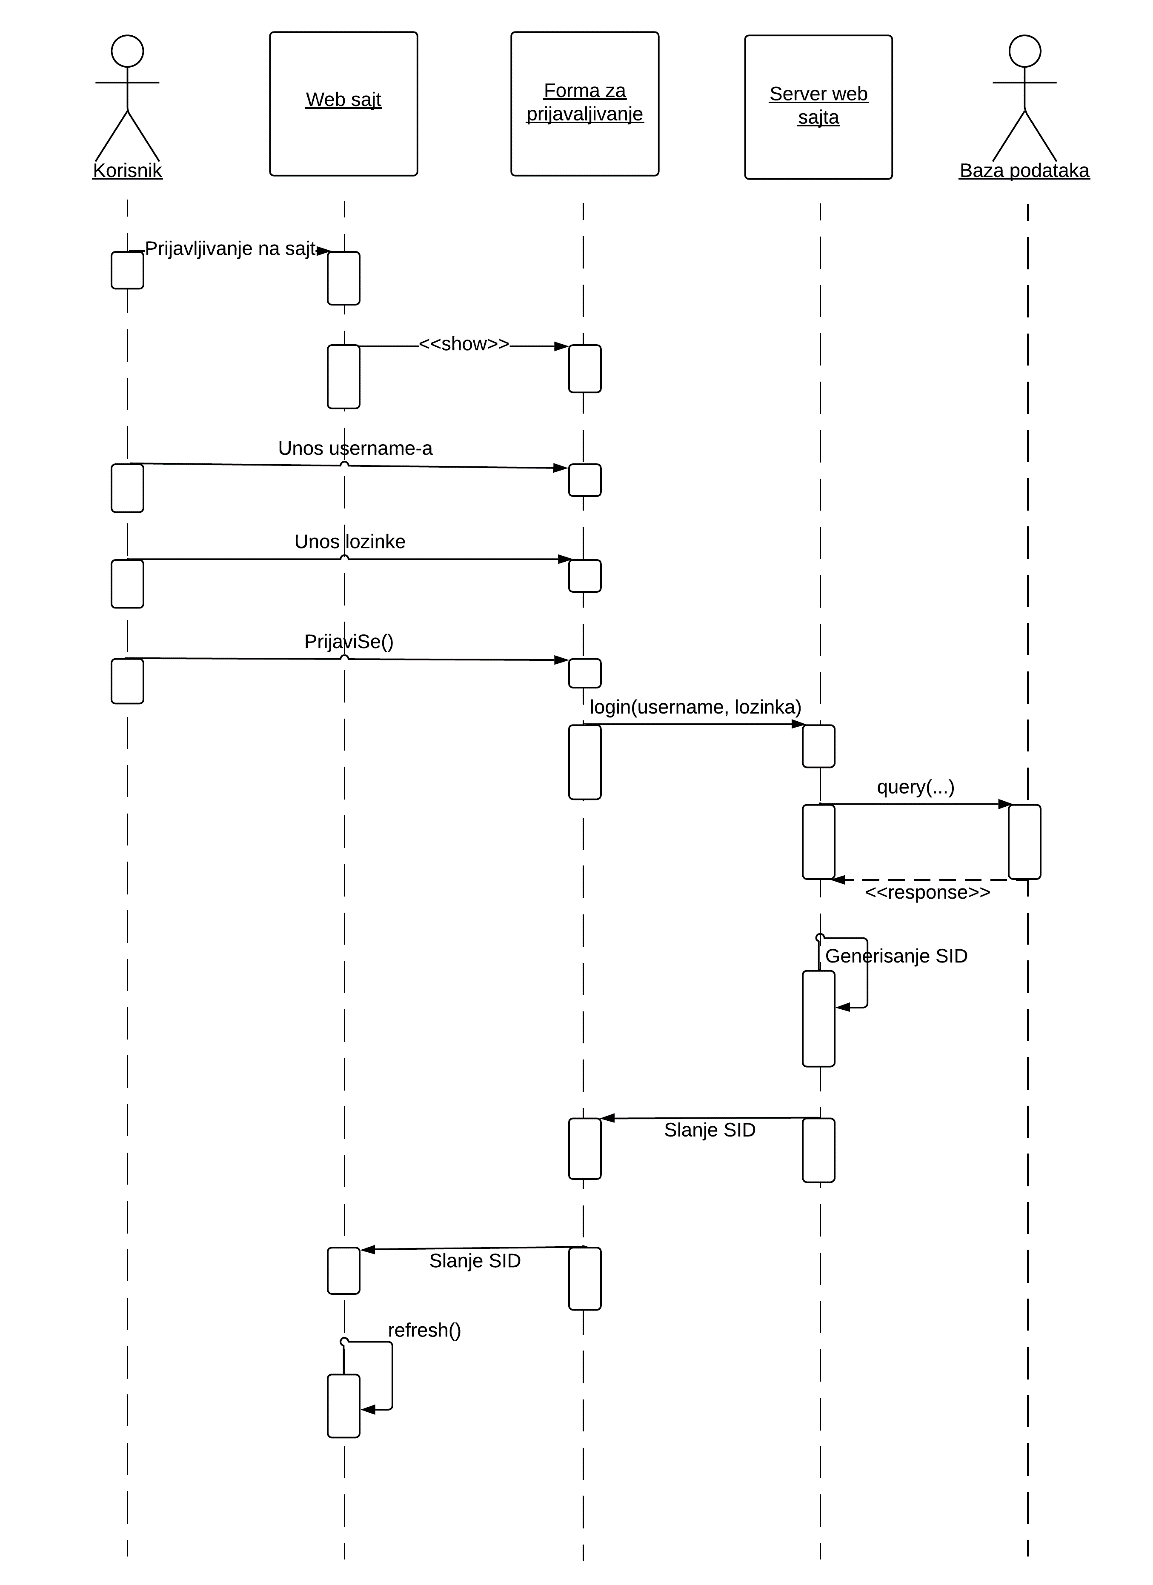 Korisnik
Web sajt
Forma za
prijavaljivanje
Server web
sajta
Baza podataka
Prijavljivanje na sajt
<<show>>
Unos username-a
Unos lozinke
PrijaviSe()
login(username, lozinka)
query(...)
<<response>>
Generisanje SID
Slanje SID
Slanje SID
refresh()